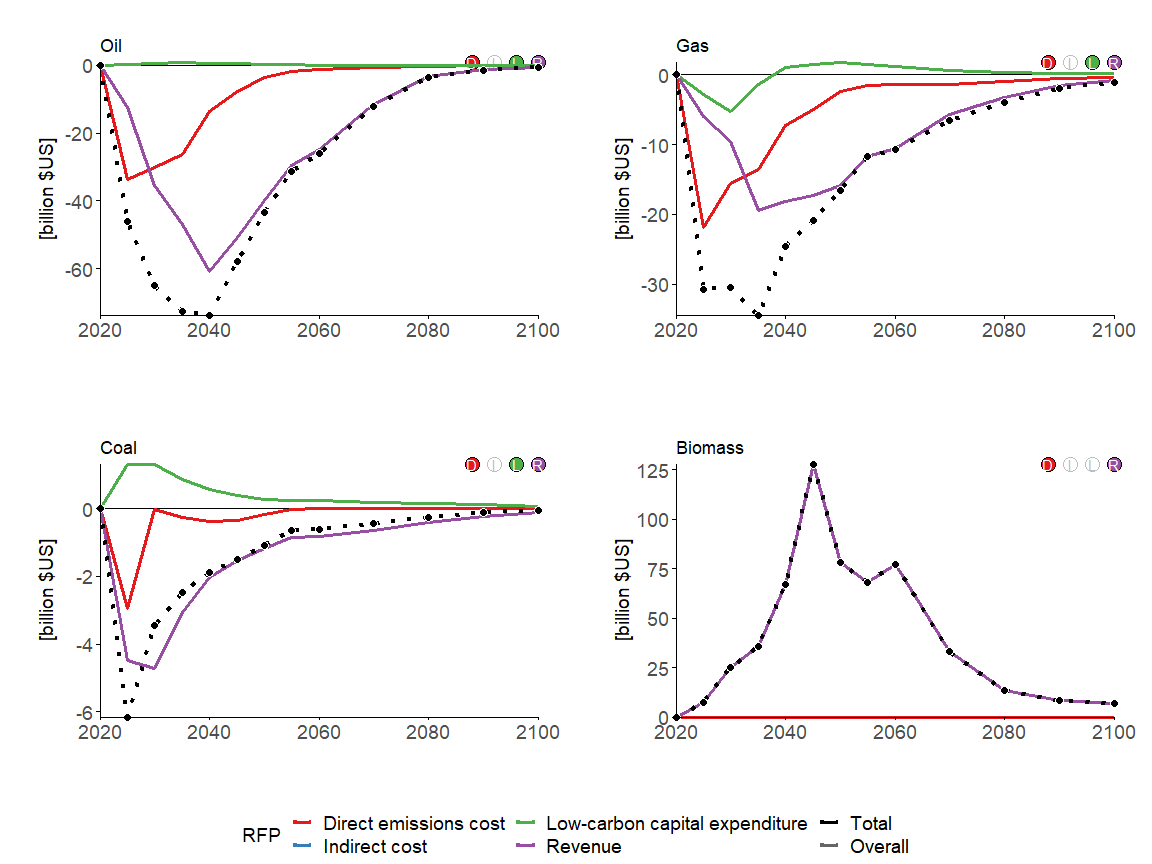 Oil
D I L R
[billion $US]
0
-20
-40
-60
2020 2040 2060 2080 2100
Gas
D I L R
[billion $US]
0
-10
-20
-30
2020 2040 2060 2080 2100
Coal
D I L R
[billion $US]
0
-2
-4
-6
2020 2040 2060 2080 2100
Biomass
D I L R
[billion $US]
125
100
75
50
25
0
2020 2040 2060 2080 2100
RFP
Direct emissions cost Low-carbon capital expenditure Total
Indirect cost Revenue Overall